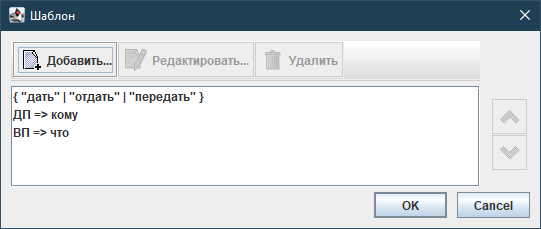 Шаблон
Добавить... Редактировать... Удалить
{ "дать" | "отдать" | "передать" }
ДП => кому
ВП => что
OK Cancel